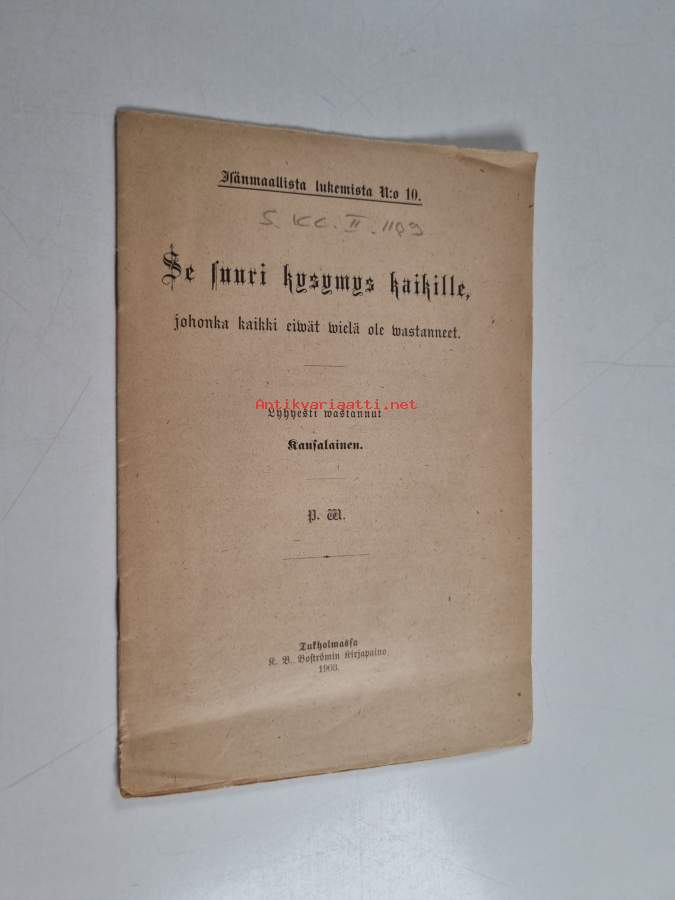 Isänmaallista lukemista N:o 10.
S. KC. II. 1189
Se suuri kysymys kaikille,
johonka kaikki eiwät wielä ole wastanneet.
Antikvariaatti.net
Lyhyesti wastannut
Kansalainen.
P. W.
Tukholmassa
K. B. Boströmin Kirjapaino
1903.